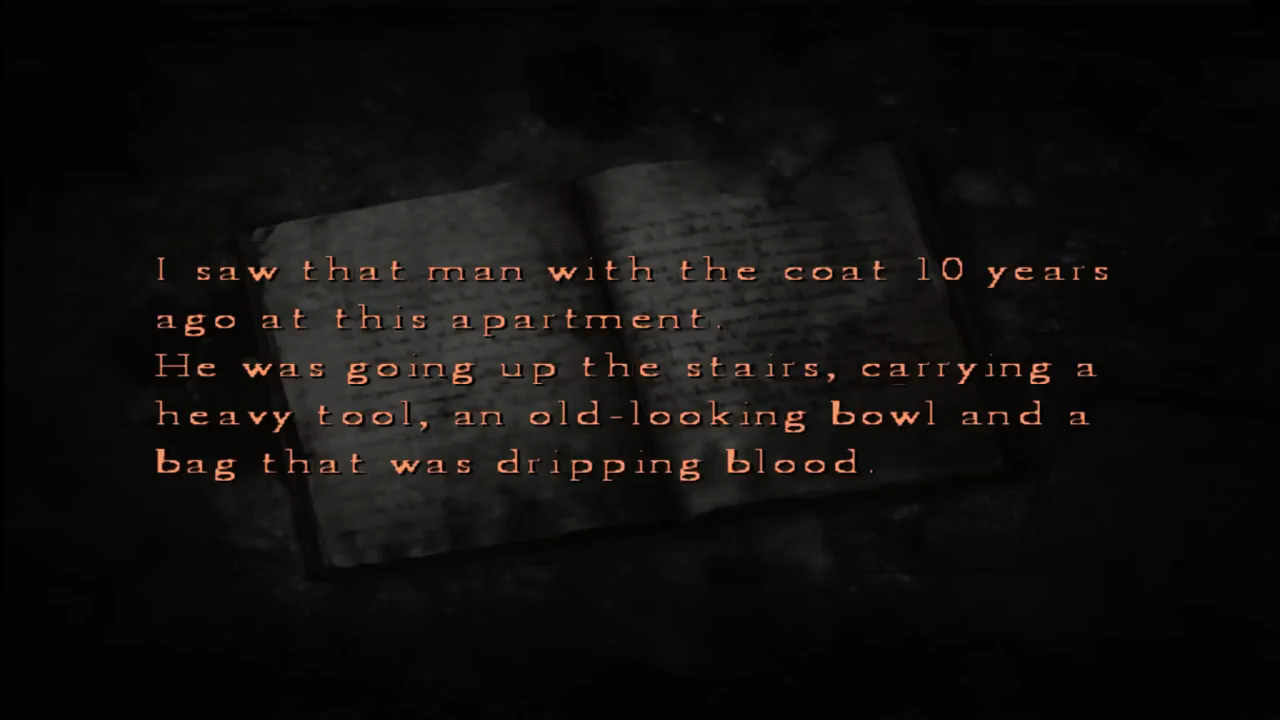 I saw that man with the coat 10 years
ago at this apartment.
He was going up the stairs, carrying a
heavy tool, an old-looking bowl and a
bag that was dripping blood.